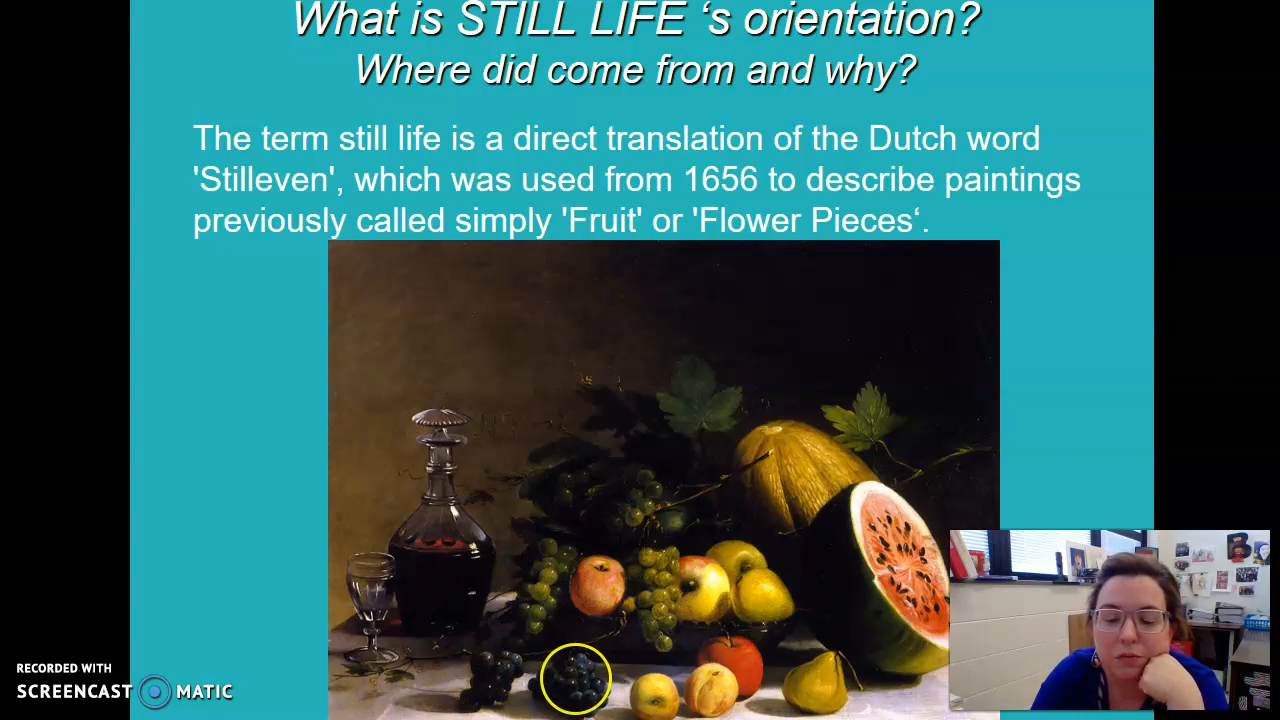 What is STILL LIFE ‘s orientation?
Where did come from and why?
The term still life is a direct translation of the Dutch word
'Stilleven', which was used from 1656 to describe paintings
previously called simply 'Fruit' or 'Flower Pieces‘.
RECORDED WITH
SCREENCAST MATIC